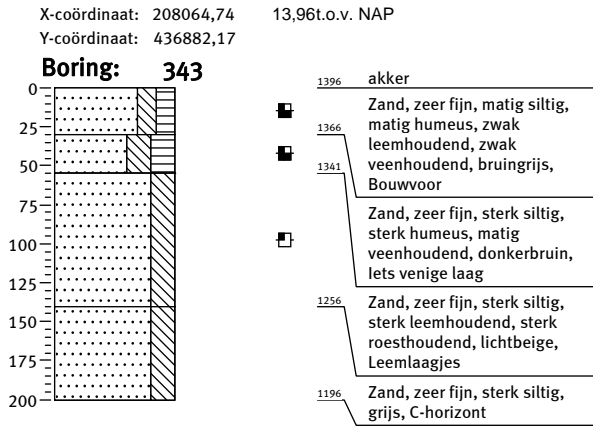 X-coördinaat: 208064,74 13,96t.o.v. NAP
Y-coördinaat: 436882,17
Boring: 343
0
25
50
75
100
125
150
175
200
1396 akker
Zand, zeer fijn, matig siltig,
matig humeus, zwak
leemhoudend, zwak
veenhoudend, bruingrijs,
Bouwvoor
1366
Zand, zeer fijn, sterk siltig,
sterk humeus, matig
veenhoudend, donkerbruin,
Iets venige laag
1341
Zand, zeer fijn, sterk siltig,
sterk leemhoudend, sterk
roesthoudend, lichtbeige,
Leemlaagjes
1256
Zand, zeer fijn, sterk siltig,
grijs, C-horizont
1196